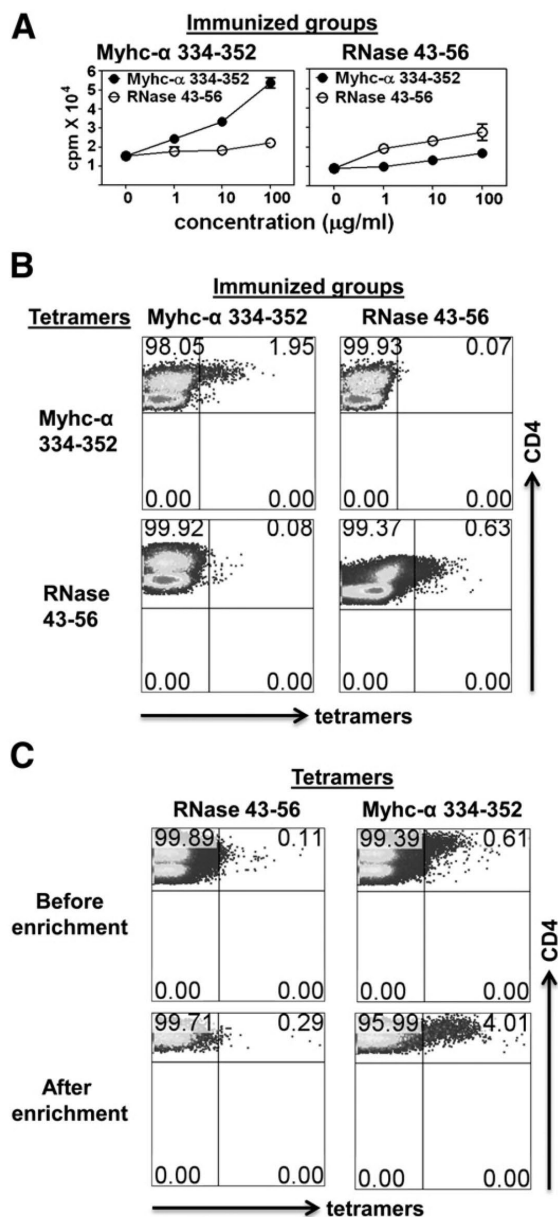 A
Immunized groups
Myhc-α 334-352 RNase 43-56
cpm X 10⁴
6
5
4
3
2
1
Myhc-α 334-352
RNase 43-56
Myhc-α 334-352
RNase 43-56
0 1 10 100 0 1 10 100
concentration (μg/ml)
B
Immunized groups
Tetramers Myhc-α 334-352 RNase 43-56
98.05 1.95 99.93 0.07
Myhc-α
334-352
0.00 0.00 0.00 0.00
99.92 0.08 99.37 0.63
RNase
43-56
0.00 0.00 0.00 0.00
CD4
tetramers
C
Tetramers
RNase 43-56 Myhc-α 334-352
99.89 0.11 99.39 0.61
Before
enrichment
0.00 0.00 0.00 0.00
99.71 0.29 95.99 4.01
After
enrichment
0.00 0.00 0.00 0.00
CD4
tetramers